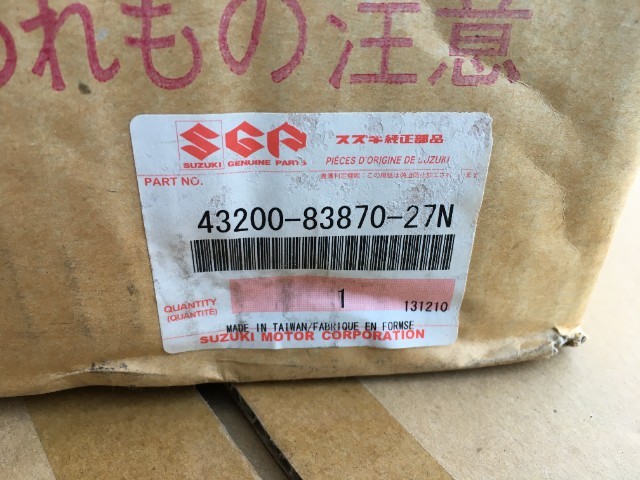 われもの注意
SGP
SUZUKI GENUINE PARTS
スズキ純正部品
PIÈCES D'ORIGINE DE SUZUKI
PART NO.
43200-83870-27N
QUANTITY
(QUANTITÉ)
1
131210
MADE IN TAIWAN/FABRIQUE EN FORMSE
SUZUKI MOTOR CORPORATION